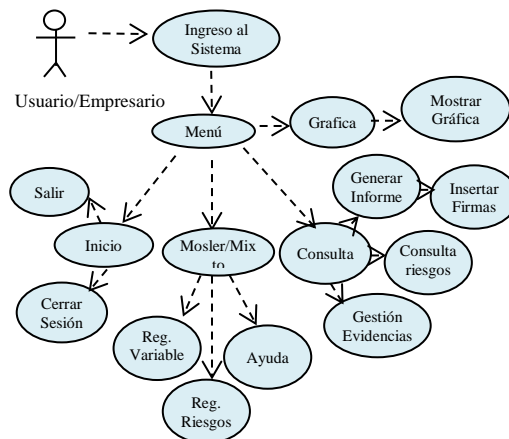 Ingreso al
Sistema
Usuario/Empresario
Menú
Grafica
Mostrar
Gráfica
Salir
Inicio
Cerrar
Sesión
Mosler/Mix
to
Generar
Informe
Insertar
Firmas
Consulta
Consulta
riesgos
Gestión
Evidencias
Reg.
Variable
Reg.
Riesgos
Ayuda